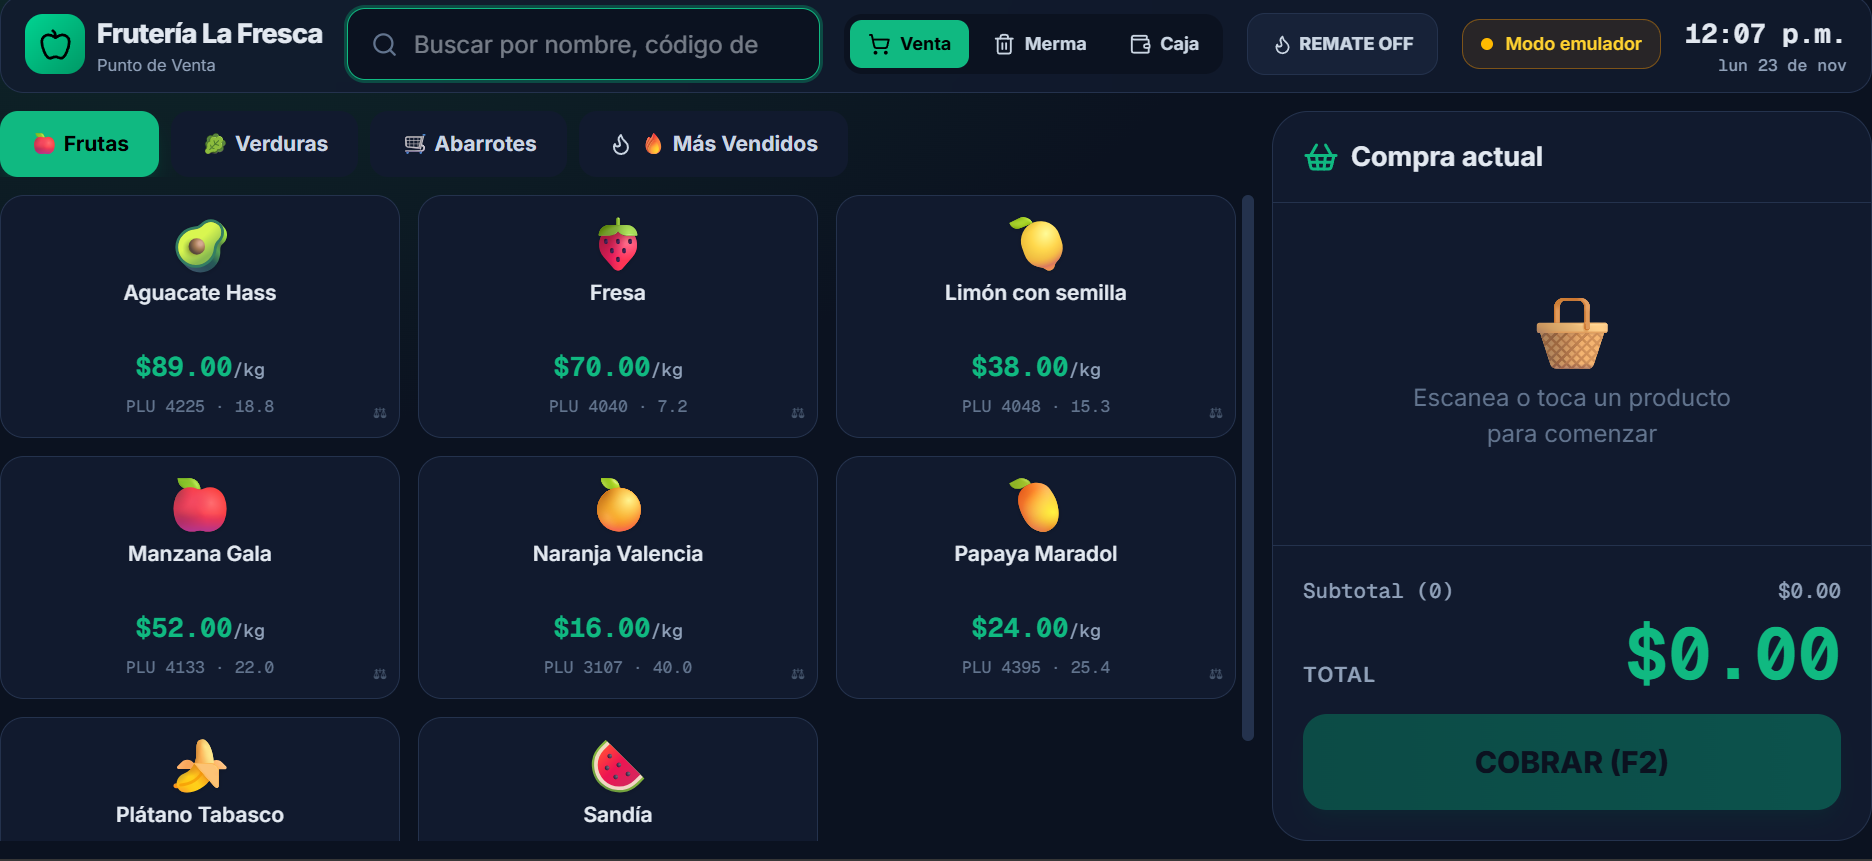 Frutería La Fresca
Punto de Venta
Buscar por nombre, código de
Venta
Merma
Caja
REMATE OFF
Modo emulador
12:07 p.m.
lun 23 de nov
Frutas
Verduras
Abarrotes
Más Vendidos
Aguacate Hass
$89.00/kg
PLU 4225 · 18.8
Fresa
$70.00/kg
PLU 4040 · 7.2
Limón con semilla
$38.00/kg
PLU 4048 · 15.3
Manzana Gala
$52.00/kg
PLU 4133 · 22.0
Naranja Valencia
$16.00/kg
PLU 3107 · 40.0
Papaya Maradol
$24.00/kg
PLU 4395 · 25.4
Plátano Tabasco
Sandía
Compra actual
Escanea o toca un producto
para comenzar
Subtotal (0) $0.00
TOTAL $0.00
COBRAR (F2)